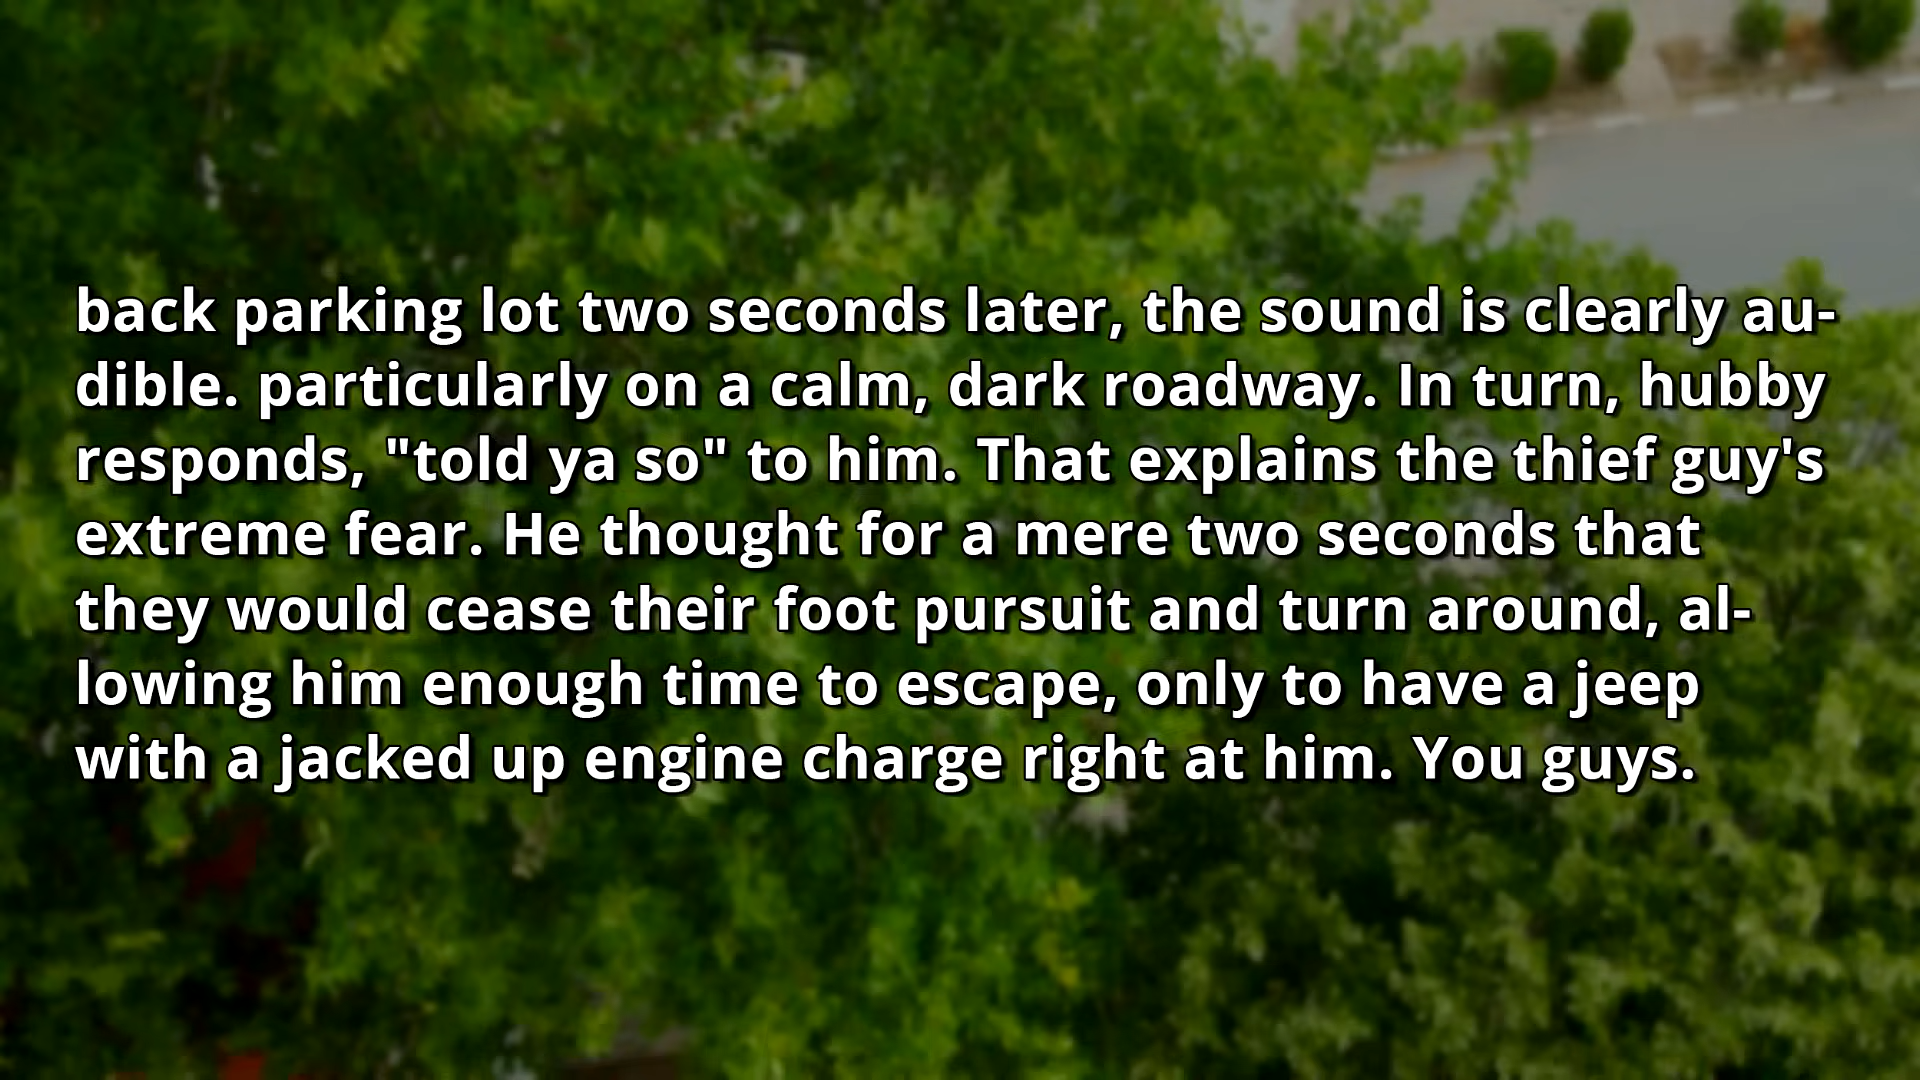 back parking lot two seconds later, the sound is clearly au-
dible. particularly on a calm, dark roadway. In turn, hubby
responds, "told ya so" to him. That explains the thief guy's
extreme fear. He thought for a mere two seconds that
they would cease their foot pursuit and turn around, al-
lowing him enough time to escape, only to have a jeep
with a jacked up engine charge right at him. You guys.